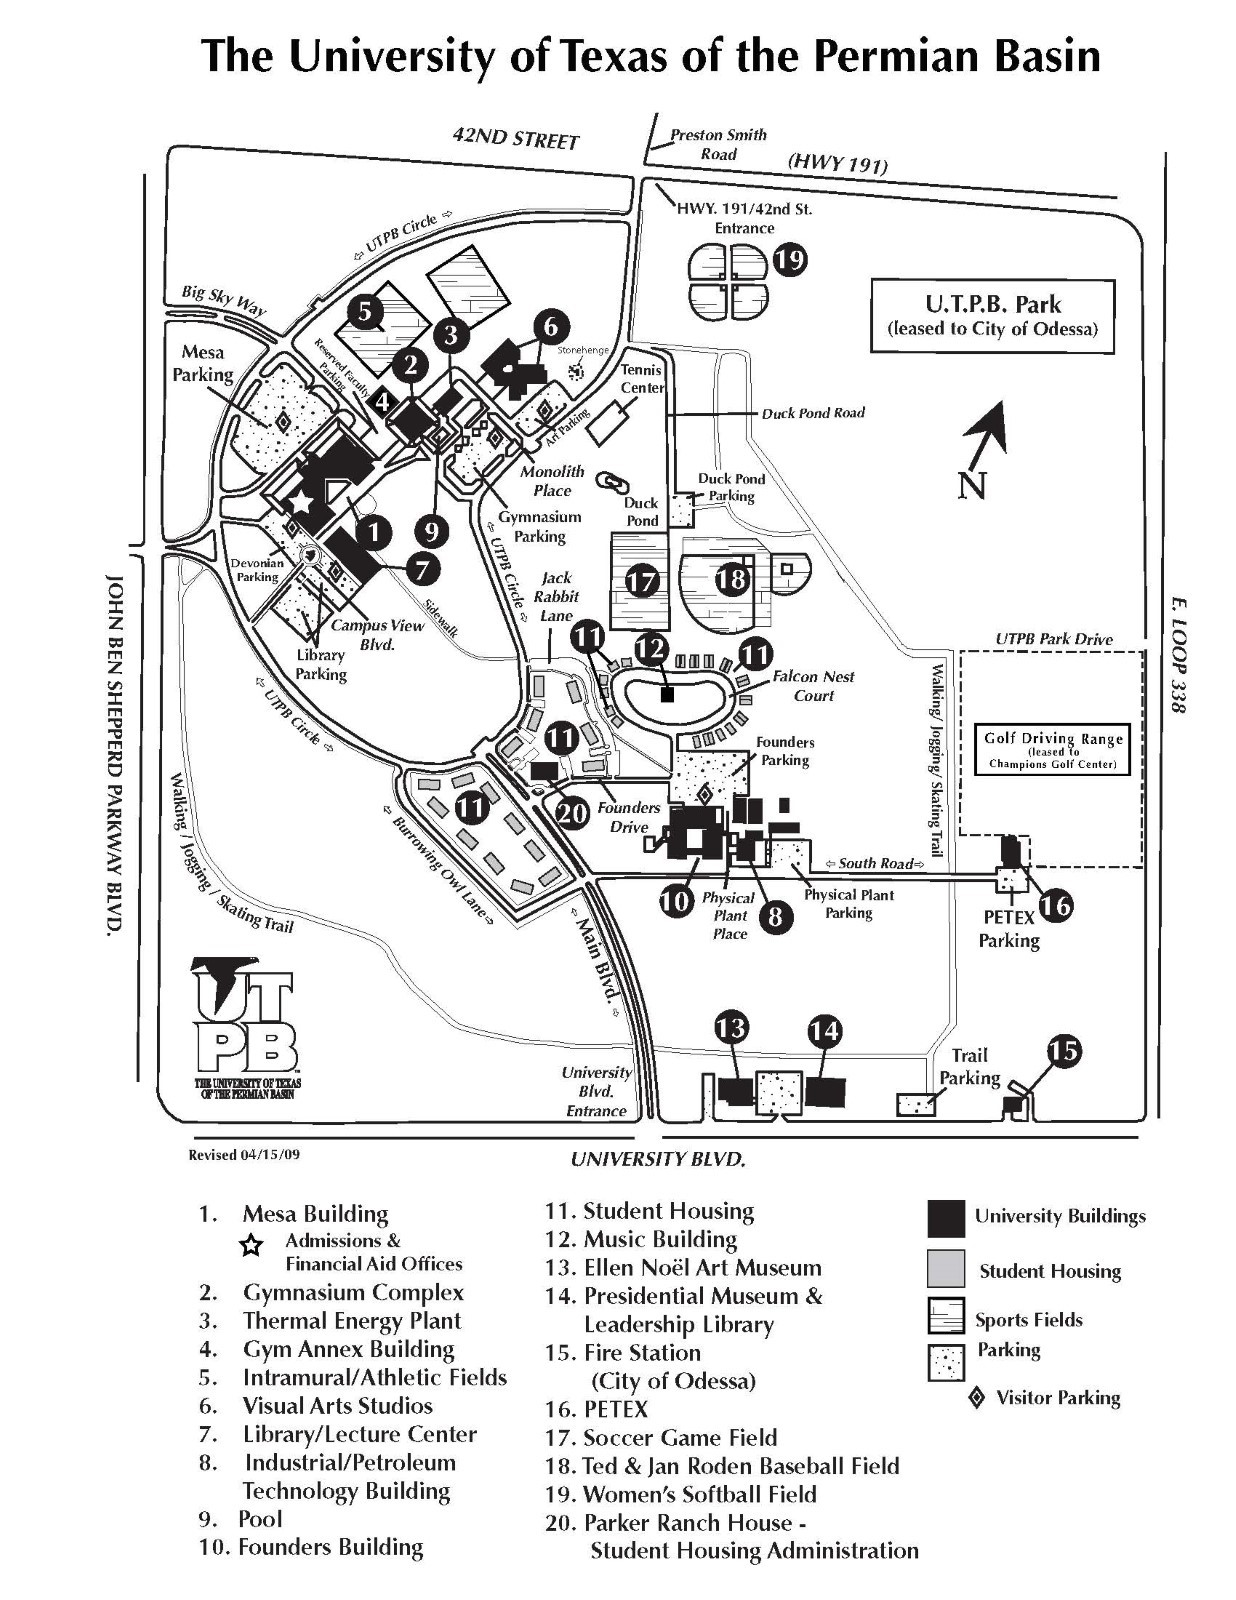 The University of Texas of the Permian Basin
42ND STREET
Preston Smith
Road
(HWY 191)
HWY. 191/42nd St.
Entrance
19
UTPB Circle
Big Sky Way
U.T.P.B. Park
(leased to City of Odessa)
5
3
6
Stonehenge
Mesa
Parking
Reserved Faculty
Parking
2
4
Tennis
Center
Art Parking
Duck Pond Road
N
Monolith
Place
Duck Pond
Parking
Duck
Pond
Gymnasium
Parking
1
9
7
Devonian
Parking
UTPB Circle
Jack
Rabbit
Lane
17
18
Sidewalk
Campus View
Blvd.
Library
Parking
JOHN BEN SHEPPERD PARKWAY BLVD.
E. LOOP 338
UTPB Park Drive
11
12
11
Falcon Nest
Court
UTPB Circle
Walking/ Jogging/ Skating Trail
Golf Driving Range
(leased to
Champions Golf Center)
11
Founders
Parking
11
20
Founders
Drive
Walking / Jogging / Skating Trail
Burrowing Owl Lane
South Road
10
Physical
Plant
Place
8
Physical Plant
Parking
16
PETEX
Parking
Main Blvd.
UT
PB
THE UNIVERSITY OF TEXAS
OF THE PERMIAN BASIN
13
14
15
Trail
Parking
University
Blvd.
Entrance
Revised 04/15/09
UNIVERSITY BLVD.
1. Mesa Building
Admissions &
Financial Aid Offices
2. Gymnasium Complex
3. Thermal Energy Plant
4. Gym Annex Building
5. Intramural/Athletic Fields
6. Visual Arts Studios
7. Library/Lecture Center
8. Industrial/Petroleum
Technology Building
9. Pool
10. Founders Building
11. Student Housing
12. Music Building
13. Ellen Noël Art Museum
14. Presidential Museum &
Leadership Library
15. Fire Station
(City of Odessa)
16. PETEX
17. Soccer Game Field
18. Ted & Jan Roden Baseball Field
19. Women's Softball Field
20. Parker Ranch House -
Student Housing Administration
University Buildings
Student Housing
Sports Fields
Parking
Visitor Parking